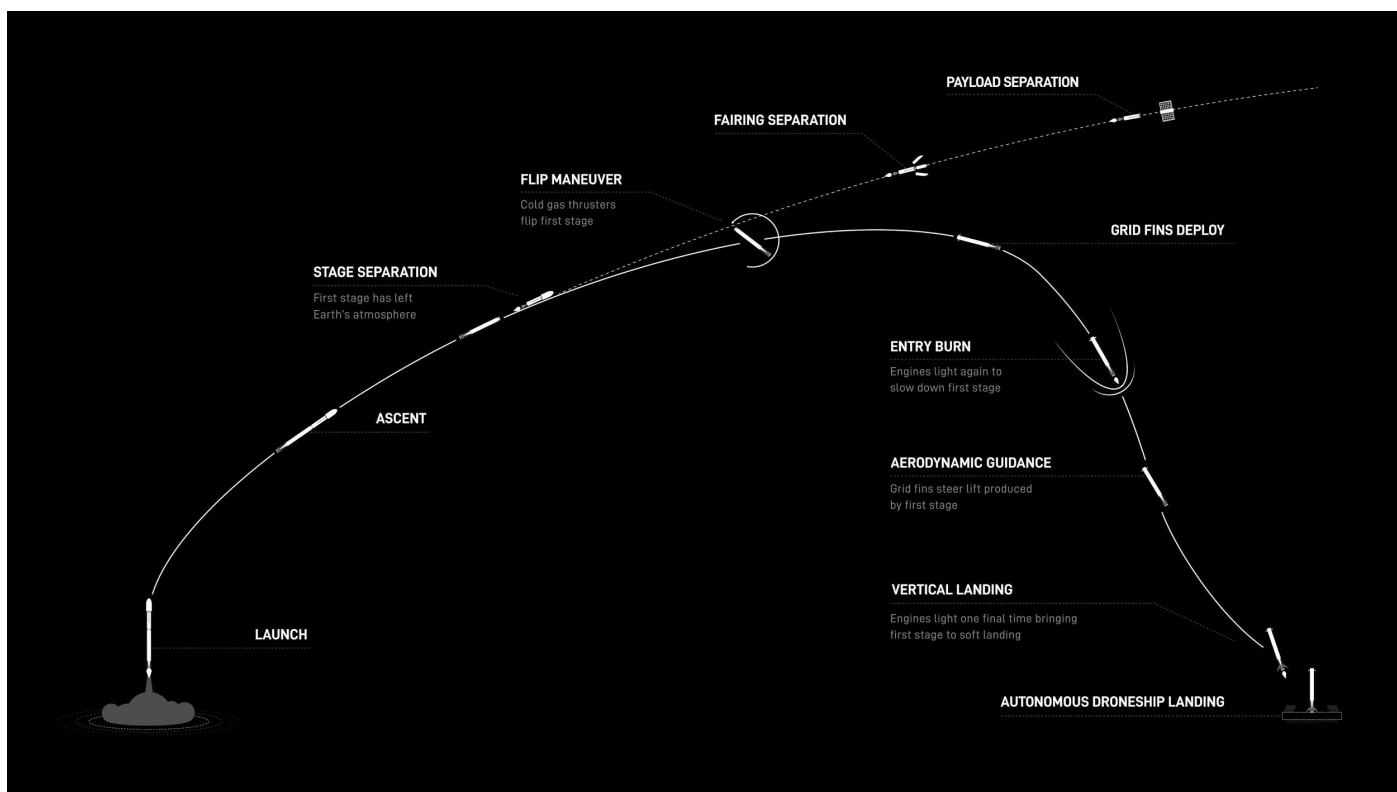 PAYLOAD SEPARATION
FAIRING SEPARATION
FLIP MANEUVER
Cold gas thrusters
flip first stage
GRID FINS DEPLOY
STAGE SEPARATION
First stage has left
Earth's atmosphere
ENTRY BURN
Engines light again to
slow down first stage
ASCENT
AERODYNAMIC GUIDANCE
Grid fins steer lift produced
by first stage
VERTICAL LANDING
Engines light one final time bringing
first stage to soft landing
LAUNCH
AUTONOMOUS DRONESHIP LANDING